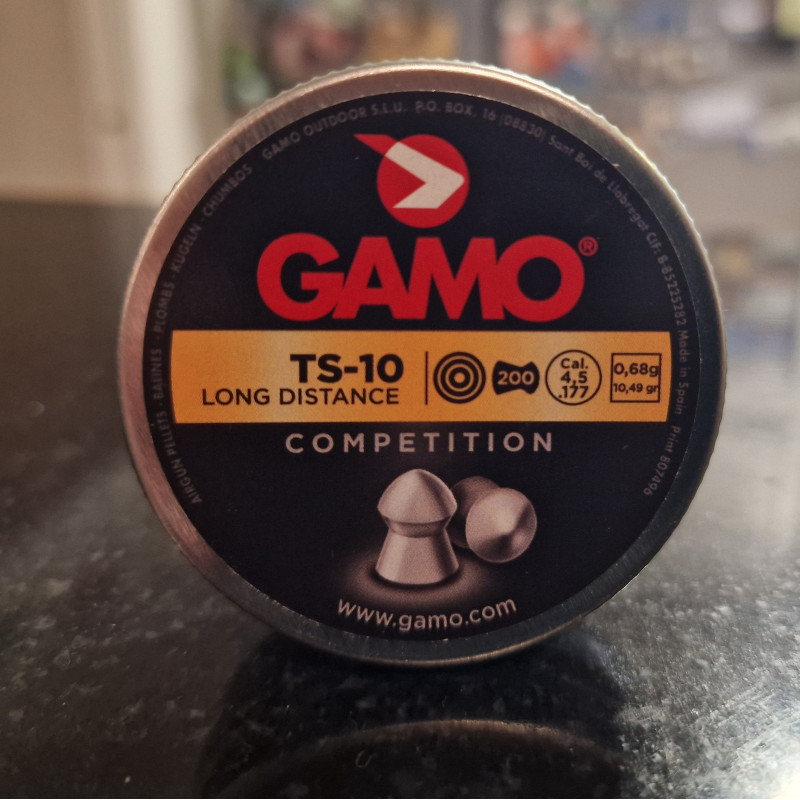 GAMO OUTDOOR S.L.U. P.O. BOX. 16 (08830) Sant Boi de Llobregat CIF: B-85225282 Made in Spain Print 807496
AIRGUN PELLETS · BALINES · PLOMBS · KUGELN · CHUMBOS
GAMO®
TS-10
LONG DISTANCE
200
Cal.
4,5
.177
0,68g
10,49 gr
COMPETITION
www.gamo.com